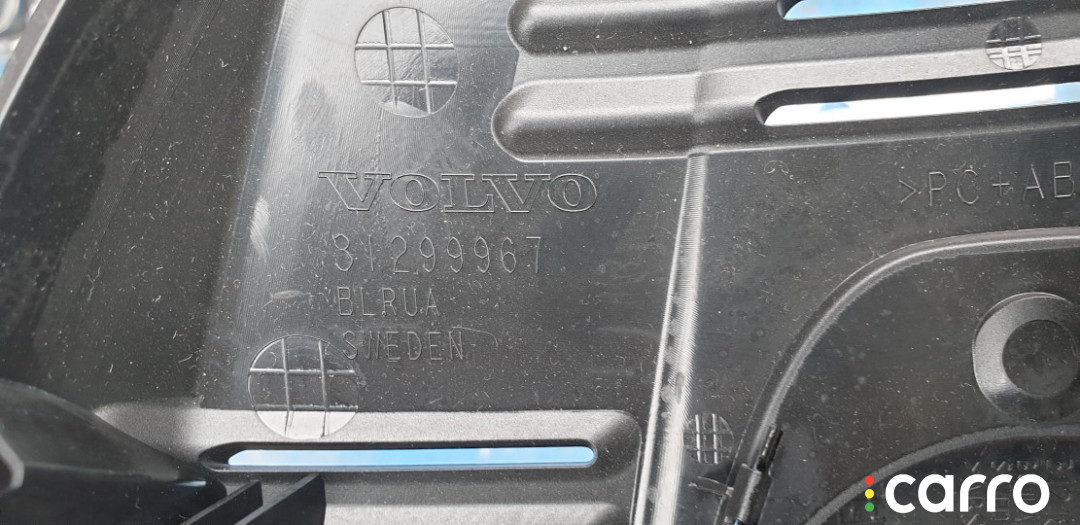 VOLVO
>PC+AB
31299967
BLRUA
SWEDEN
carro